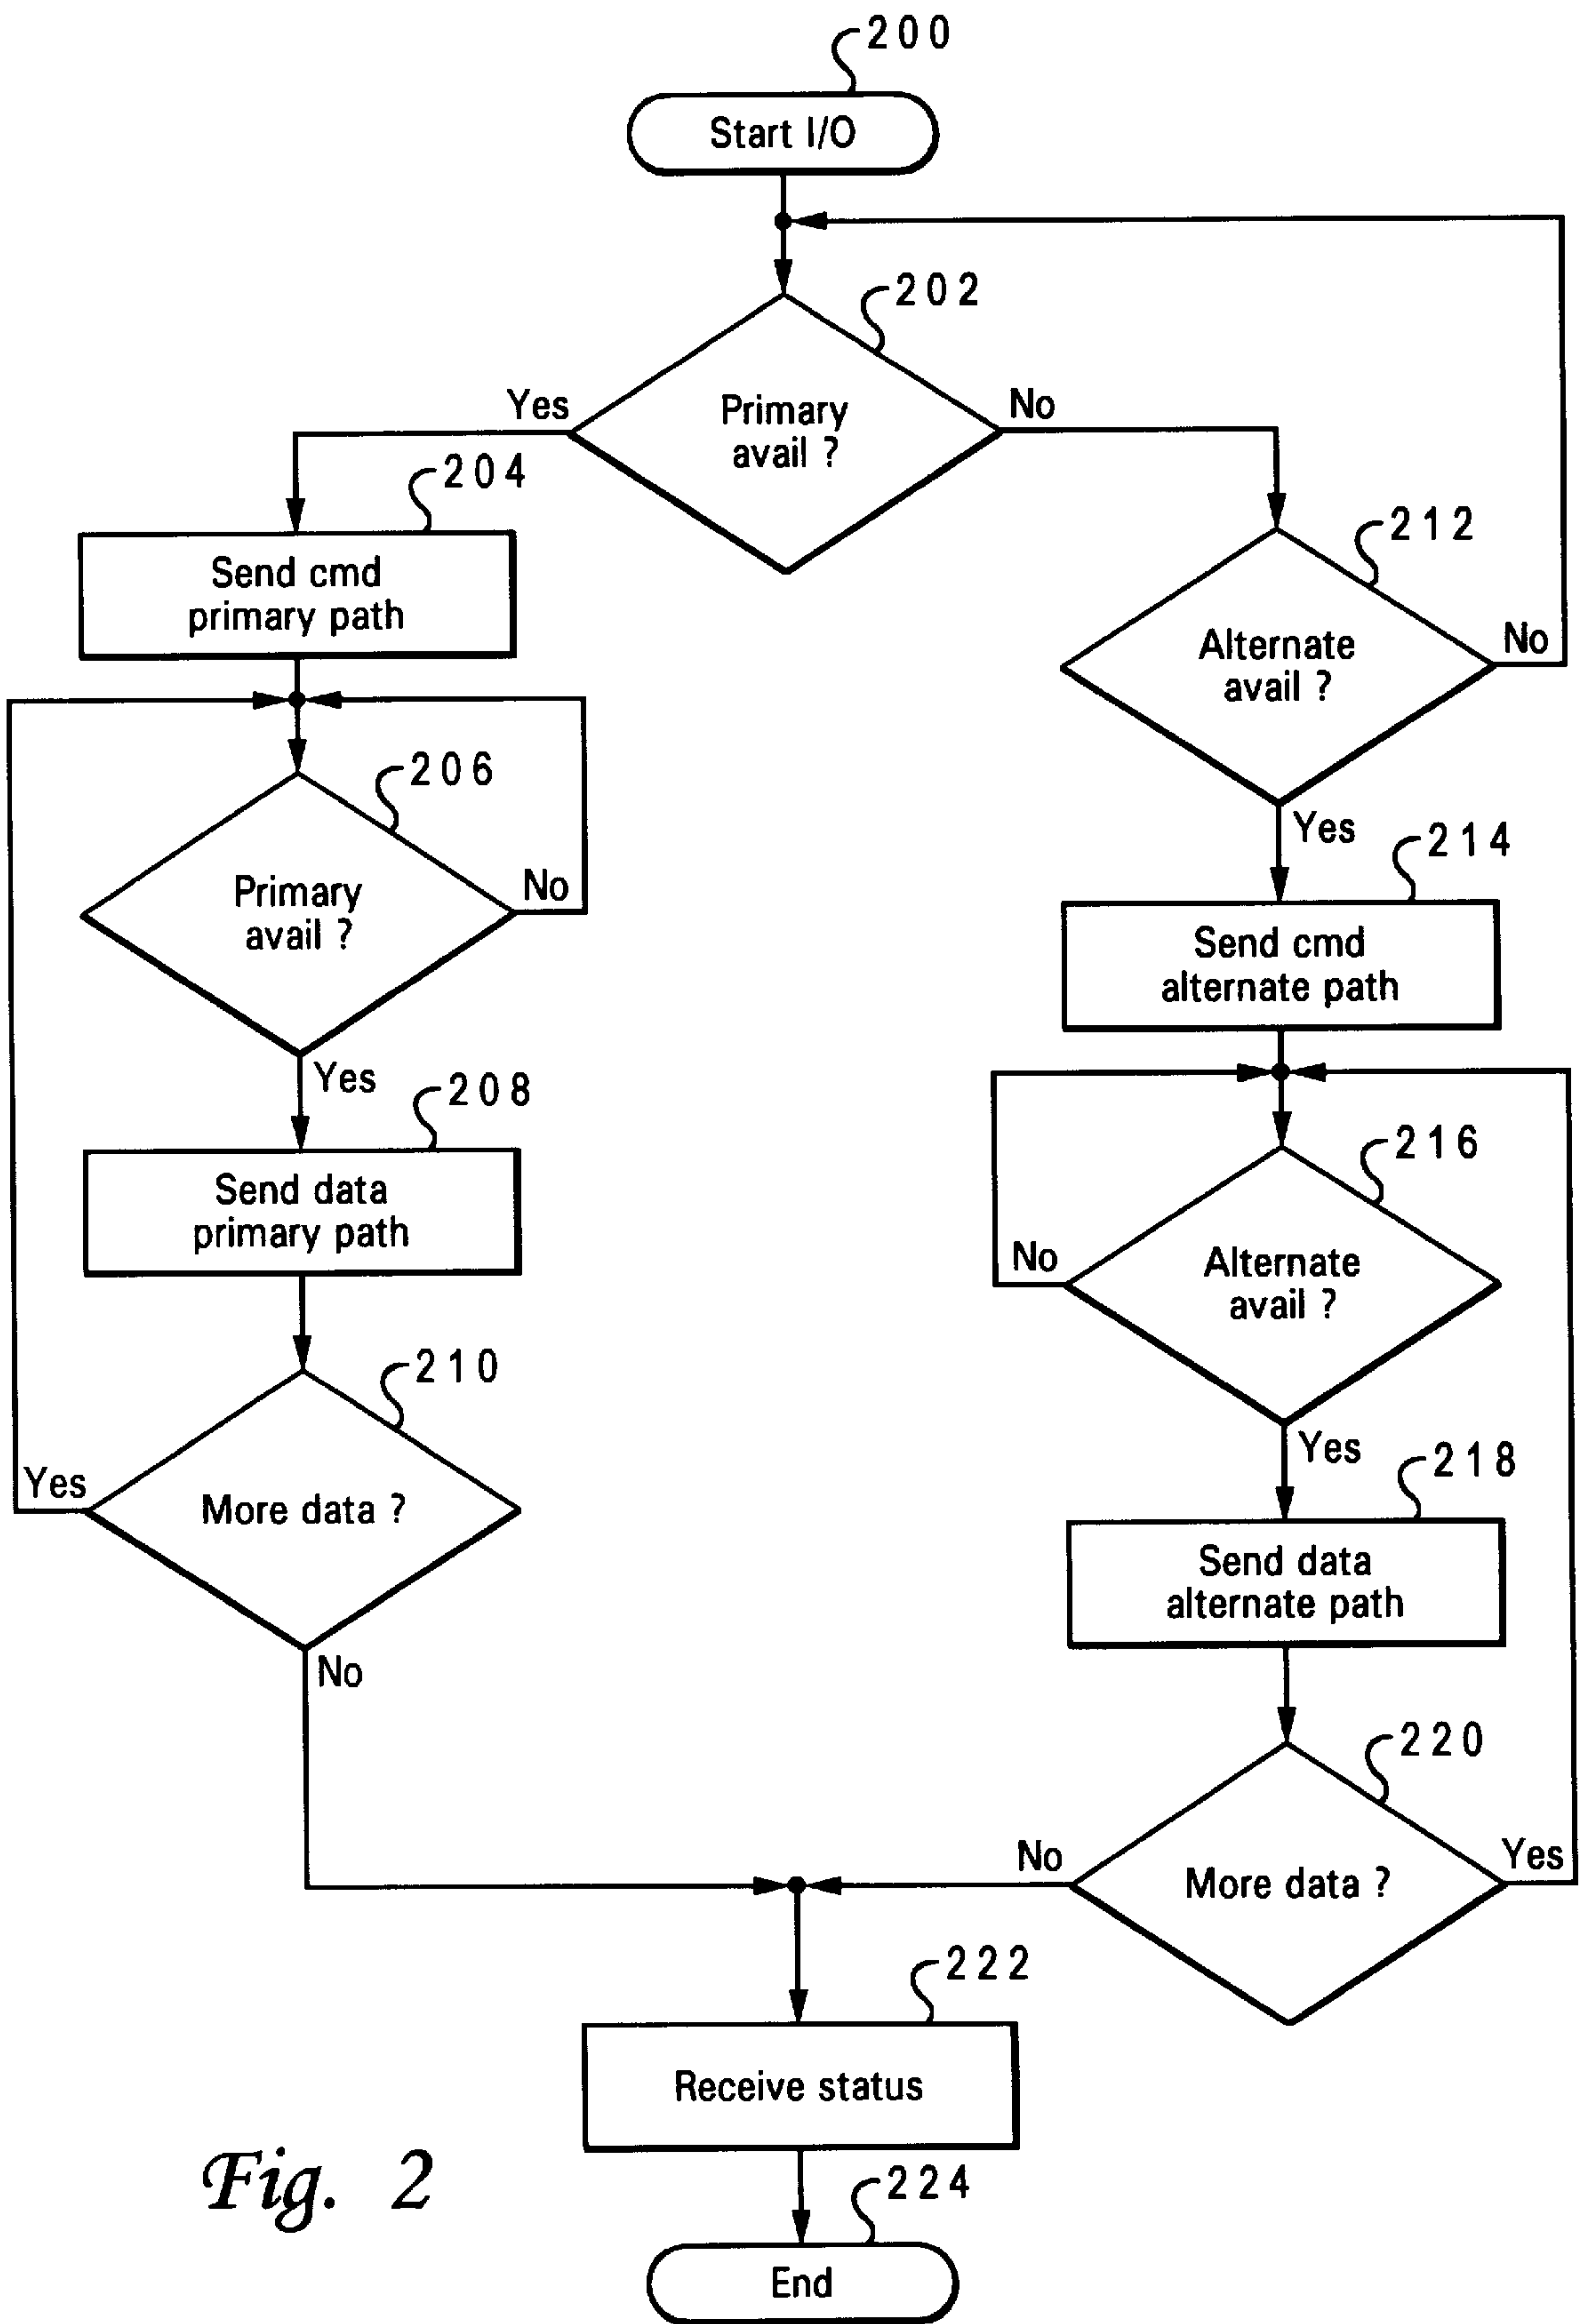 200
Start I/O
202
Yes
Primary
avail ?
No
204
Send cmd
primary path
212
Alternate
avail ?
No
206
Primary
avail ?
No
Yes
214
Send cmd
alternate path
Yes
208
Send data
primary path
216
No
Alternate
avail ?
210
Yes
More data ?
Yes
218
Send data
alternate path
No
220
No
More data ?
Yes
222
Receive status
Fig. 2
224
End